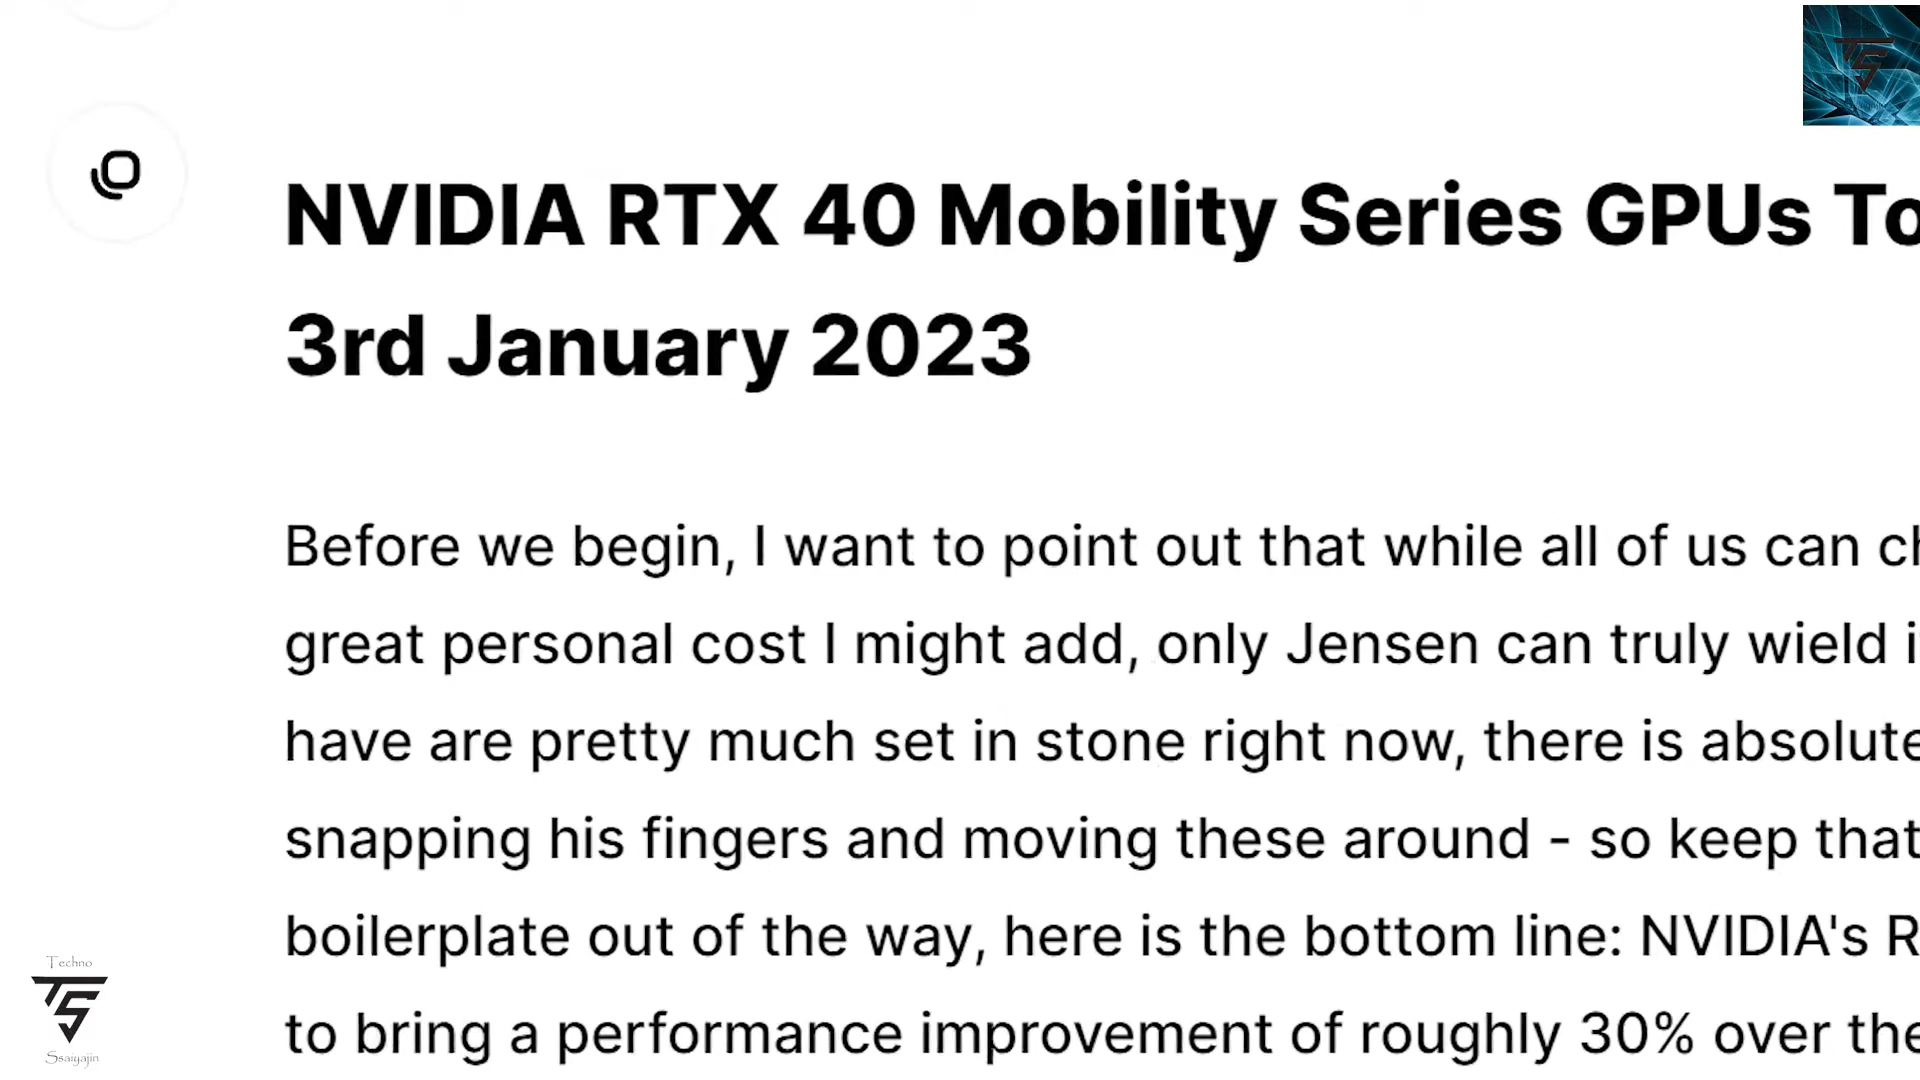 NVIDIA RTX 40 Mobility Series GPUs To
3rd January 2023
Before we begin, I want to point out that while all of us can
great personal cost I might add, only Jensen can truly wield
have are pretty much set in stone right now, there is
snapping his fingers and moving these around - so keep that
boilerplate out of the way, here is the bottom line: NVIDIA's
to bring a performance improvement of roughly 30% over the
Techno
TS
Ssaiyajin